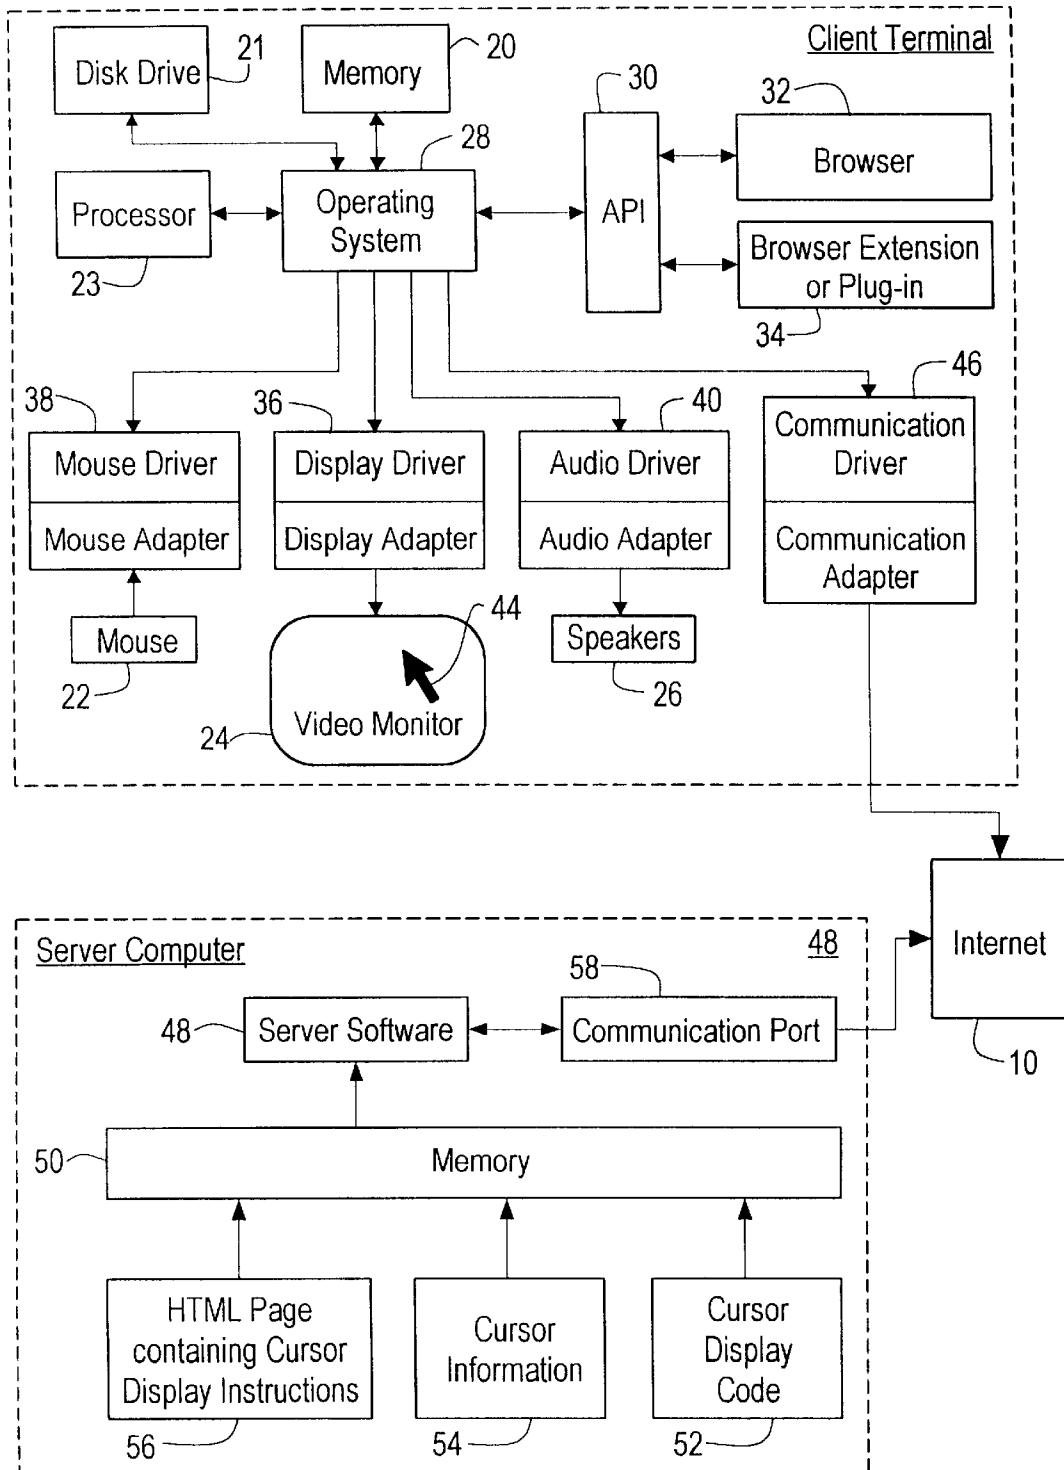 Client Terminal
21
20
Disk Drive
Memory
30
32
28
Browser
Processor
Operating
System
API
23
Browser Extension
or Plug-in
34
46
38
36
40
Communication
Driver
Mouse Driver
Display Driver
Audio Driver
Mouse Adapter
Display Adapter
Audio Adapter
Communication
Adapter
44
Mouse
Speakers
22
26
24
Video Monitor
Server Computer
48
Internet
58
48
Server Software
Communication Port
10
50
Memory
HTML Page
containing Cursor
Display Instructions
Cursor
Information
Cursor
Display
Code
56
54
52